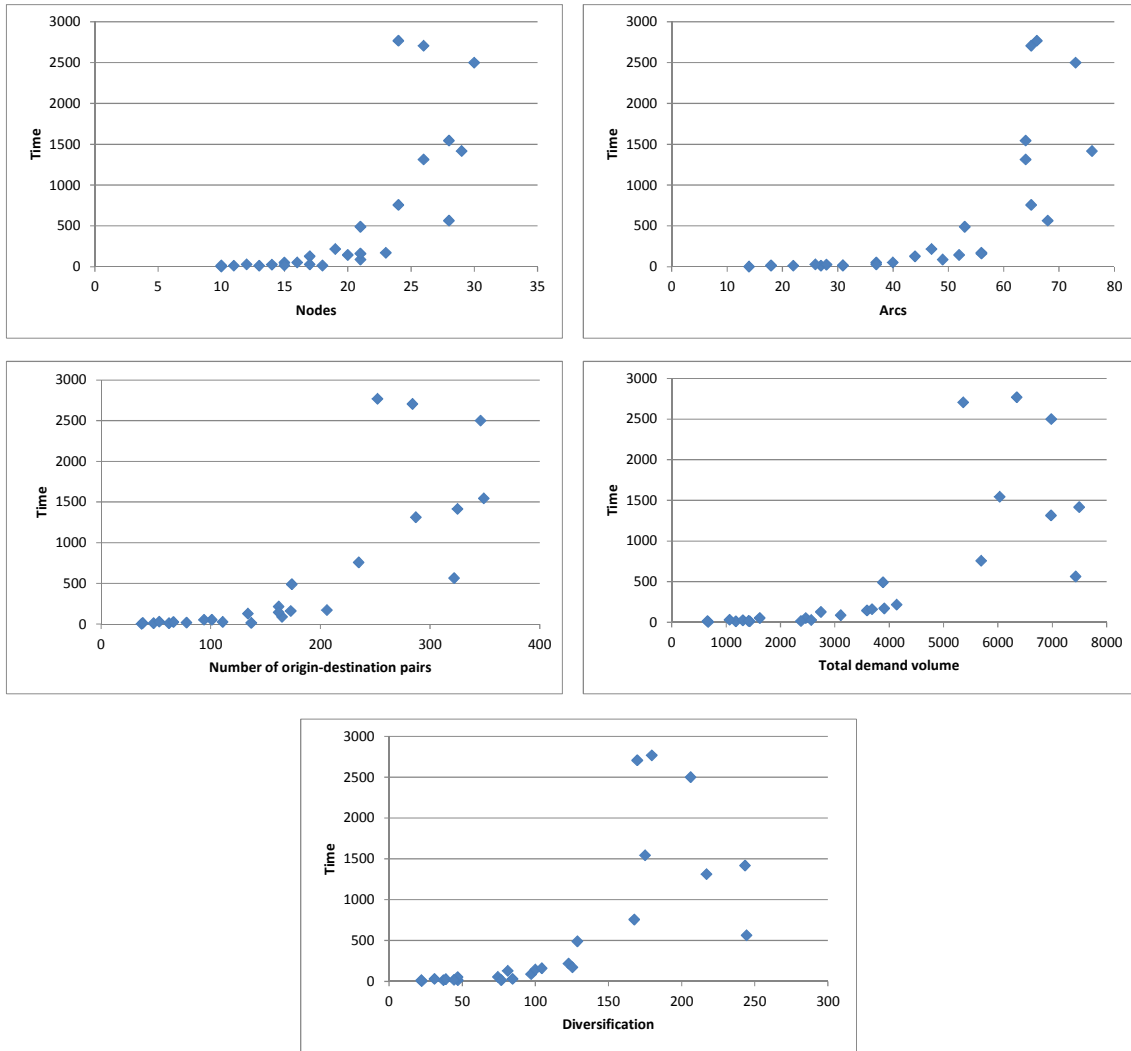 3000
2500
2000
1500
1000
500
0
Time
0 5 10 15 20 25 30 35
Nodes
3000
2500
2000
1500
1000
500
0
Time
0 10 20 30 40 50 60 70 80
Arcs
3000
2500
2000
1500
1000
500
0
Time
0 100 200 300 400
Number of origin-destination pairs
3000
2500
2000
1500
1000
500
0
Time
0 1000 2000 3000 4000 5000 6000 7000 8000
Total demand volume
3000
2500
2000
1500
1000
500
0
Time
0 50 100 150 200 250 300
Diversification